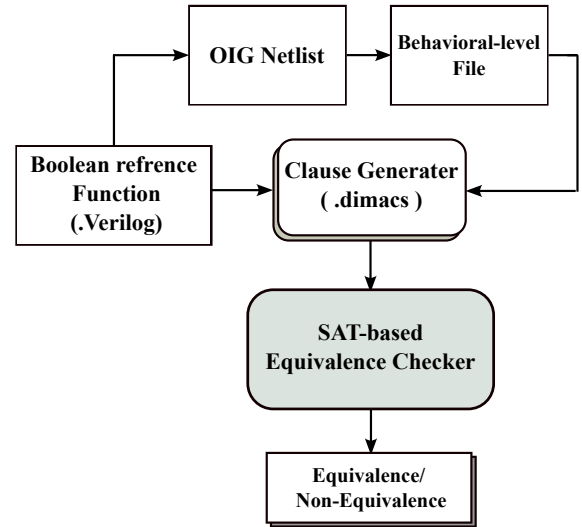 OIG Netlist
Behavioral-level
File
Boolean refrence
Function
(.Verilog)
Clause Generater
( .dimacs )
SAT-based
Equivalence Checker
Equivalence/
Non-Equivalence